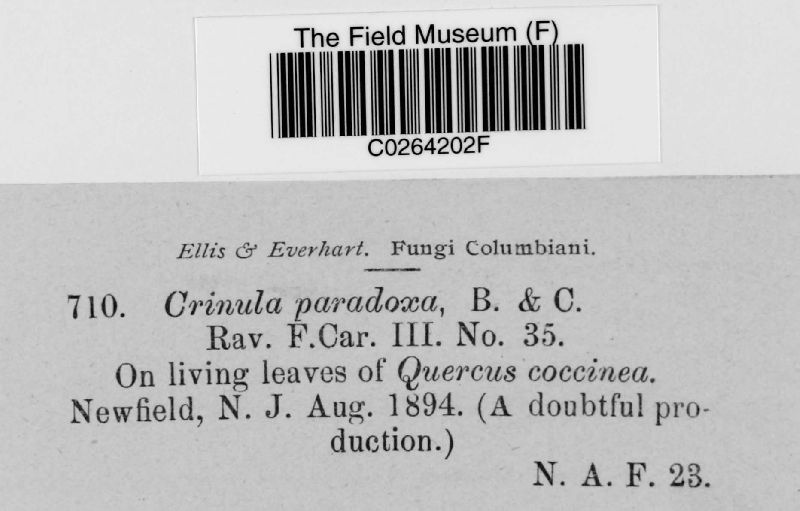 The Field Museum (F)
C0264202F
Ellis & Everhart. Fungi Columbiani.
710. Crinula paradoxa, B. & C.
Rav. F.Car. III. No. 35.
On living leaves of Quercus coccinea.
Newfield, N. J. Aug. 1894. (A doubtful pro-
duction.)
N. A. F. 23.